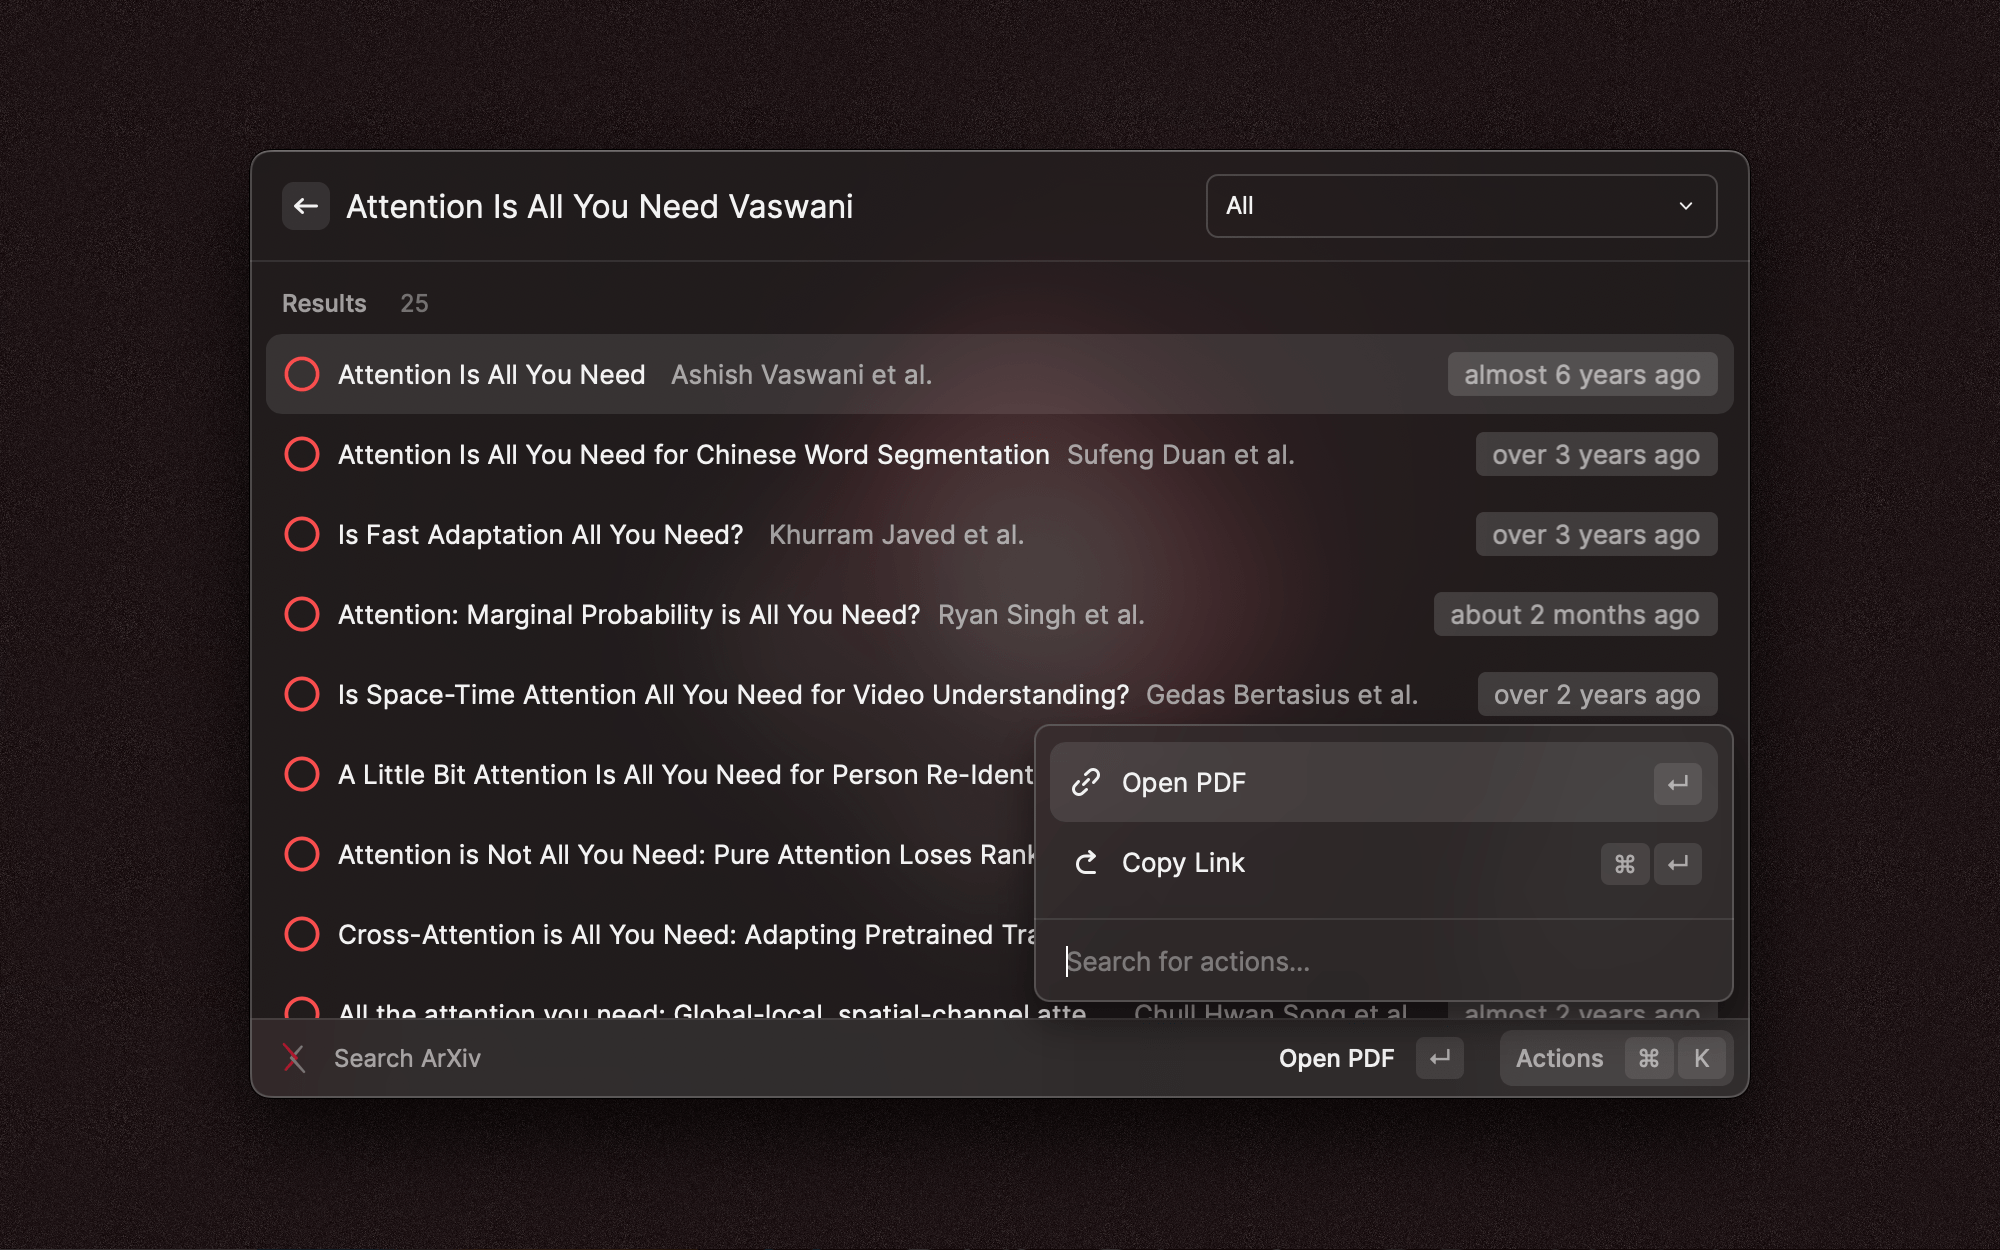 Attention Is All You Need Vaswani All
Results 25
Attention Is All You Need Ashish Vaswani et al. almost 6 years ago
Attention Is All You Need for Chinese Word Segmentation Sufeng Duan et al. over 3 years ago
Is Fast Adaptation All You Need? Khurram Javed et al. over 3 years ago
Attention: Marginal Probability is All You Need? Ryan Singh et al. about 2 months ago
Is Space-Time Attention All You Need for Video Understanding? Gedas Bertasius et al. over 2 years ago
A Little Bit Attention Is All You Need for Person Re-Ident
Attention is Not All You Need: Pure Attention Loses Rank
Cross-Attention is All You Need: Adapting Pretrained Tra
All the attention you need: Global-local, spatial-channel atte... Chull Hwan Song et al. almost 2 years ago
Open PDF ↵
Copy Link ⌘ ↵
Search for actions...
Search ArXiv Open PDF ↵ Actions ⌘ K